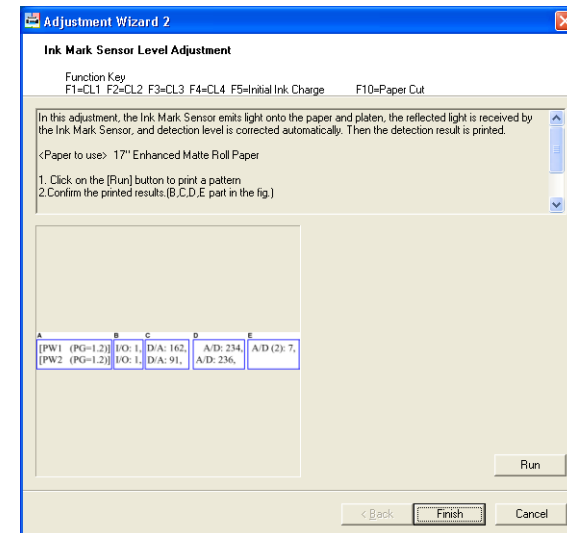 Adjustment Wizard 2
Ink Mark Sensor Level Adjustment
Function Key
F1=CL1 F2=CL2 F3=CL3 F4=CL4 F5=Initial Ink Charge F10=Paper Cut
In this adjustment, the Ink Mark Sensor emits light onto the paper and platen, the reflected light is received by
the Ink Mark Sensor, and detection level is corrected automatically. Then the detection result is printed.
<Paper to use> 17" Enhanced Matte Roll Paper
1. Click on the [Run] button to print a pattern
2.Confirm the printed results.(B,C,D,E part in the fig.)
A B C D E
[PW1 (PG=1.2)] I/O: 1, D/A: 162, A/D: 234, A/D (2): 7,
[PW2 (PG=1.2)] I/O: 1, D/A: 91, A/D: 236,
Run
< Back Finish Cancel